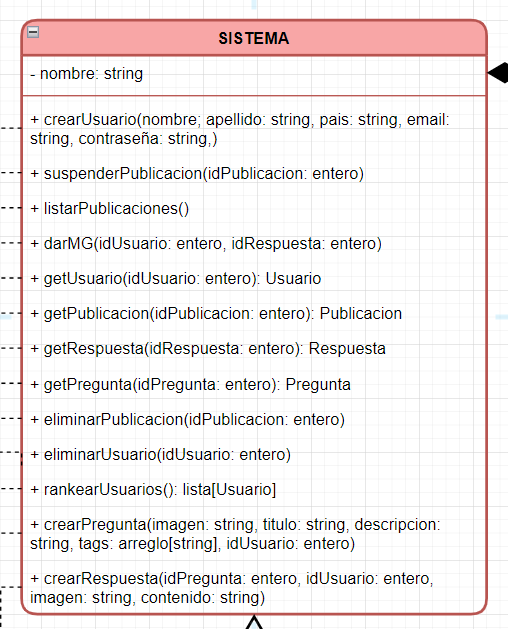 SISTEMA
- nombre: string
+ crearUsuario(nombre; apellido: string, pais: string, email:
string, contraseña: string,)
+ suspenderPublicacion(idPublicacion: entero)
+ listarPublicaciones()
+ darMG(idUsuario: entero, idRespuesta: entero)
+ getUsuario(idUsuario: entero): Usuario
+ getPublicacion(idPublicacion: entero): Publicacion
+ getRespuesta(idRespuesta: entero): Respuesta
+ getPregunta(idPregunta: entero): Pregunta
+ eliminarPublicacion(idPublicacion: entero)
+ eliminarUsuario(idUsuario: entero)
+ rankearUsuarios(): lista[Usuario]
+ crearPregunta(imagen: string, titulo: string, descripcion:
string, tags: arreglo[string], idUsuario: entero)
+ crearRespuesta(idPregunta: entero, idUsuario: entero,
imagen: string, contenido: string)